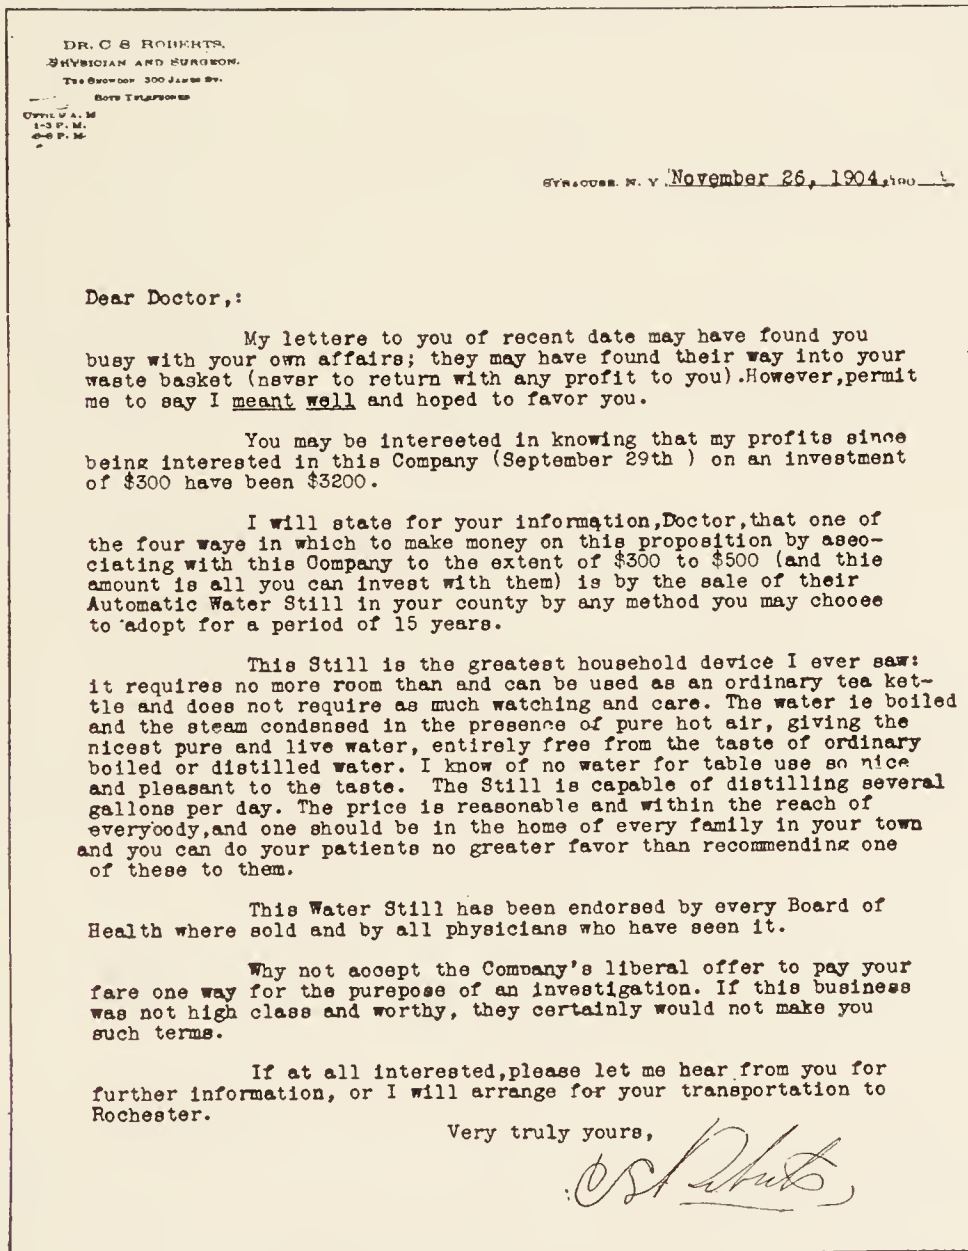 DR. C S ROBERTS.
PHYSICIAN AND SURGEON.
THE SNOWDON 300 JAMES ST.
BOTH TELEPHONES
A. M
1-3 P. M.
6-8 P. M.
SYRACUSE. N. Y. November 26, 1904, 190
Dear Doctor,:
My lettere to you of recent date may have found you
busy with your own affairs; they may have found their way into your
waste basket (never to return with any profit to you).However,permit
me to say I meant well and hoped to favor you.
You may be intereeted in knowing that my profits since
being interested in this Company (September 29th ) on an investment
of $300 have been $3200.
I will state for your information,Doctor,that one of
the four waye in which to make money on this proposition by aseo-
ciating with this Company to the extent of $300 to $500 (and thie
amount is all you can invest with them) is by the sale of their
Automatic Water Still in your county by any method you may chooee
to adopt for a period of 15 years.
This Still is the greatest household device I ever saw:
it requires no more room than and can be used as an ordinary tea ket-
tle and does not require as much watching and care. The water ie boiled
and the steam condensed in the presence of pure hot air, giving the
nicest pure and live water, entirely free from the taste of ordinary
boiled or distilled water. I know of no water for table use so nice
and pleasant to the taste. The Still is capable of distilling several
gallons per day. The price is reasonable and within the reach of
everybody,and one should be in the home of every family in your town
and you can do your patients no greater favor than recommending one
of these to them.
This Water Still has been endorsed by every Board of
Health where sold and by all physicians who have seen it.
Why not accept the Company's liberal offer to pay your
fare one way for the purepose of an investigation. If this business
was not high class and worthy, they certainly would not make you
such terms.
If at all interested,please let me hear from you for
further information, or I will arrange for your transportation to
Rochester.
Very truly yours,
C S Roberts